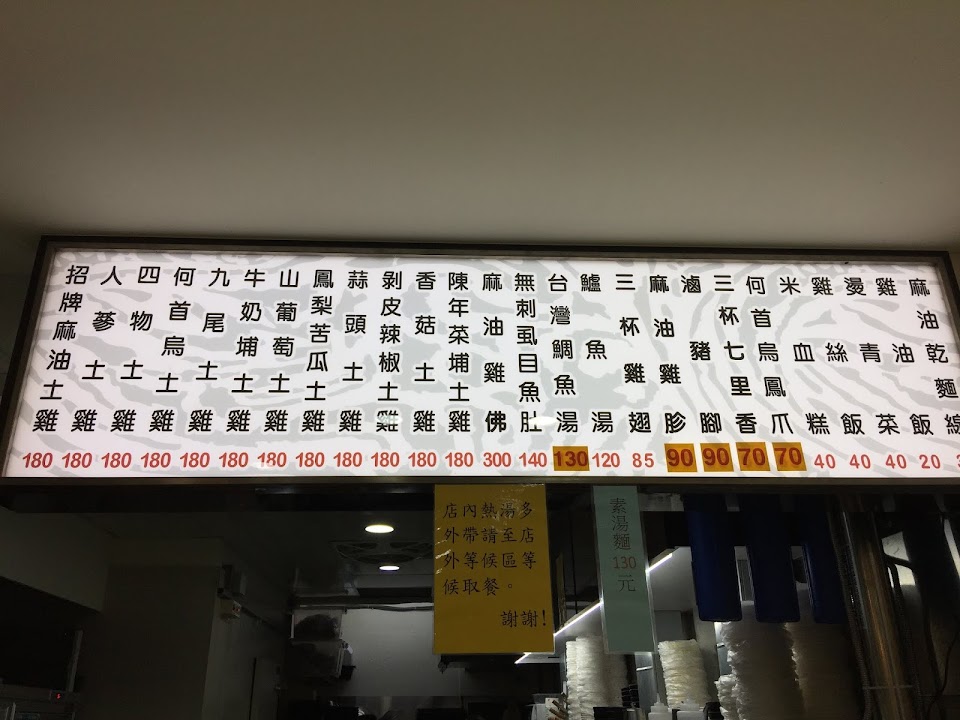 招牌麻油土雞
人蔘土雞
四物土雞
何首烏土雞
九尾土雞
牛奶埔土雞
山葡萄土雞
鳳梨苦瓜土雞
蒜頭土雞
剝皮辣椒土雞
香菇土雞
陳年菜埔土雞
麻油雞佛
無刺虱目魚肚
台灣鯛魚湯
鱸魚湯
三杯雞翅
麻油雞胗
滷豬腳
三杯七里香
何首烏鳳爪
米血糕
雞絲飯
燙青菜
雞油飯
麻油乾麵線
180 180 180 180 180 180 180 180 180 180 180 180 300 140 130 120 85 90 90 70 70 40 40 40 20
店內熱湯多
外帶請至店
外等候區等
候取餐。
謝謝!
素湯麵130元